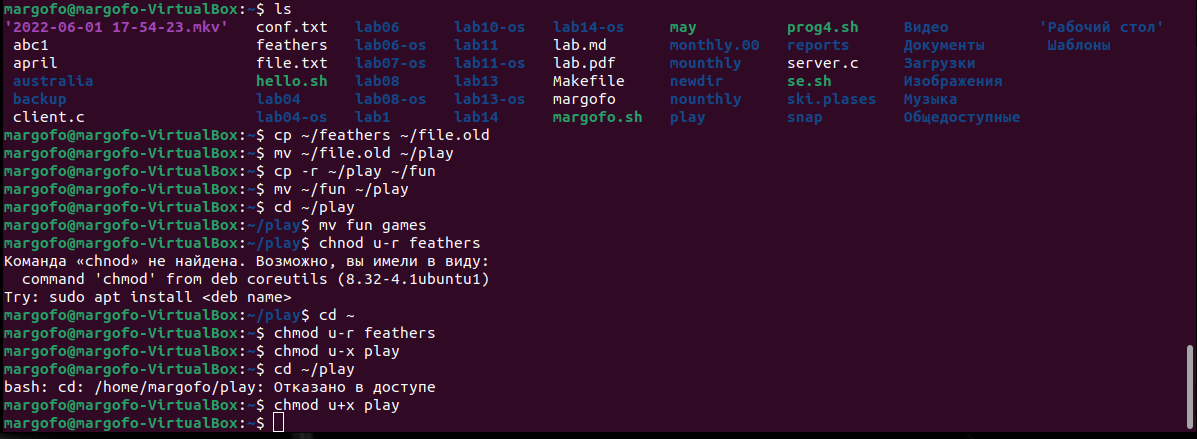 margofo@margofo-VirtualBox:~$ ls
'2022-06-01 17-54-23.mkv' conf.txt lab06 lab10-os lab14-os may prog4.sh Видео 'Рабочий стол'
abc1 feathers lab06-os lab11 lab.md monthly.00 reports Документы Шаблоны
april file.txt lab07-os lab11-os lab.pdf mounthly server.c Загрузки
australia hello.sh lab08 lab13 Makefile newdir se.sh Изображения
backup lab04 lab08-os lab13-os margofo nounthly ski.plases Музыка
client.c lab04-os lab1 lab14 margofo.sh play snap Общедоступные
margofo@margofo-VirtualBox:~$ cp ~/feathers ~/file.old
margofo@margofo-VirtualBox:~$ mv ~/file.old ~/play
margofo@margofo-VirtualBox:~$ cp -r ~/play ~/fun
margofo@margofo-VirtualBox:~$ mv ~/fun ~/play
margofo@margofo-VirtualBox:~$ cd ~/play
margofo@margofo-VirtualBox:~/play$ mv fun games
margofo@margofo-VirtualBox:~/play$ chnod u-r feathers
Команда «chnod» не найдена. Возможно, вы имели в виду:
command 'chmod' from deb coreutils (8.32-4.1ubuntu1)
Try: sudo apt install <deb name>
margofo@margofo-VirtualBox:~/play$ cd ~
margofo@margofo-VirtualBox:~$ chmod u-r feathers
margofo@margofo-VirtualBox:~$ chmod u-x play
margofo@margofo-VirtualBox:~$ cd ~/play
bash: cd: /home/margofo/play: Отказано в доступе
margofo@margofo-VirtualBox:~$ chmod u+x play
margofo@margofo-VirtualBox:~$